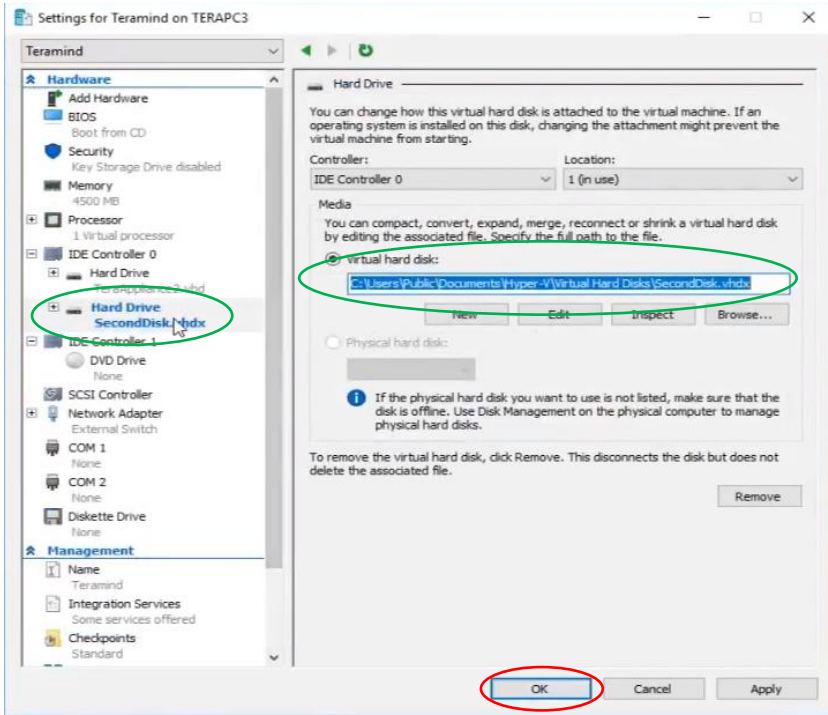 Settings for Teramind on TERAPC3
Teramind
Hardware
Add Hardware
BIOS
Boot from CD
Security
Key Storage Drive disabled
Memory
4500 MB
Processor
1 Virtual processor
IDE Controller 0
Hard Drive
TeraAppliance2.vhd
Hard Drive
SecondDisk.vhdx
IDE Controller 1
DVD Drive
None
SCSI Controller
Network Adapter
External Switch
COM 1
None
COM 2
None
Diskette Drive
None
Management
Name
Teramind
Integration Services
Some services offered
Checkpoints
Standard
Hard Drive
You can change how this virtual hard disk is attached to the virtual machine. If an
operating system is installed on this disk, changing the attachment might prevent the
virtual machine from starting.
Controller: Location:
IDE Controller 0 1 (in use)
Media
You can compact, convert, expand, merge, reconnect or shrink a virtual hard disk
by editing the associated file. Specify the full path to the file.
Virtual hard disk:
C:\Users\Public\Documents\Hyper-V\Virtual Hard Disks\SecondDisk.vhdx
New Edit Inspect Browse...
Physical hard disk:
If the physical hard disk you want to use is not listed, make sure that the
disk is offline. Use Disk Management on the physical computer to manage
physical hard disks.
To remove the virtual hard disk, click Remove. This disconnects the disk but does not
delete the associated file.
Remove
OK Cancel Apply